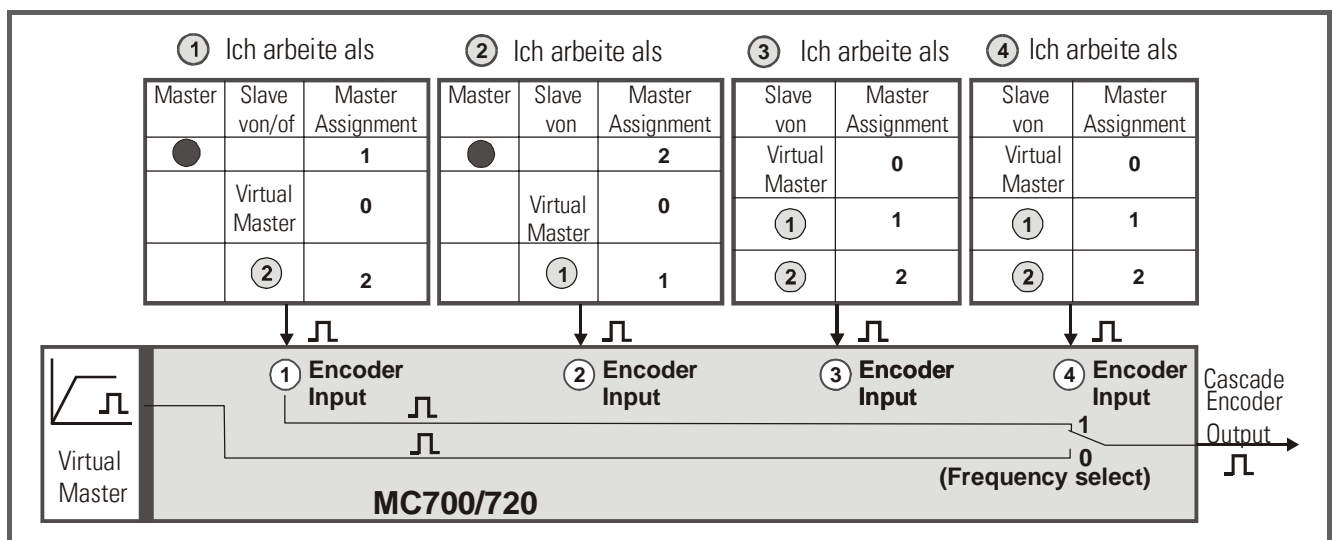 1 Ich arbeite als
Master Slave von/of Master Assignment
1
Virtual Master 0
2 2
2 Ich arbeite als
Master Slave von Master Assignment
2
Virtual Master 0
1 1
3 Ich arbeite als
Slave von Master Assignment
Virtual Master 0
1 1
2 2
4 Ich arbeite als
Slave von Master Assignment
Virtual Master 0
1 1
2 2
Virtual Master
1 Encoder Input
2 Encoder Input
3 Encoder Input
4 Encoder Input
1
0
(Frequency select)
MC700/720
Cascade
Encoder
Output